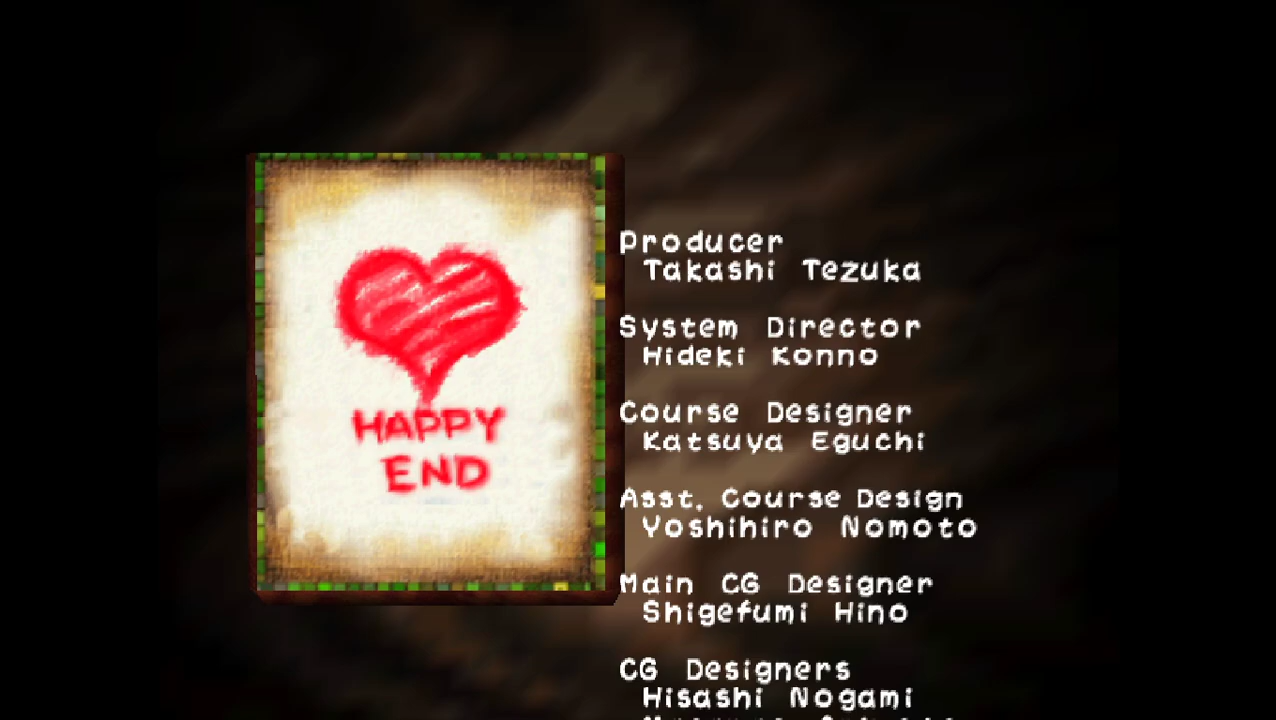 HAPPY
END
Producer
Takashi Tezuka
System Director
Hideki Konno
Course Designer
Katsuya Eguchi
Asst. Course Design
Yoshihiro Nomoto
Main CG Designer
Shigefumi Hino
CG Designers
Hisashi Nogami